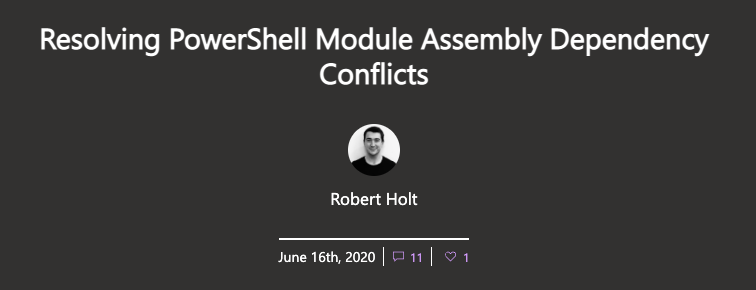 Resolving PowerShell Module Assembly Dependency
Conflicts
Robert Holt
June 16th, 2020 11 1